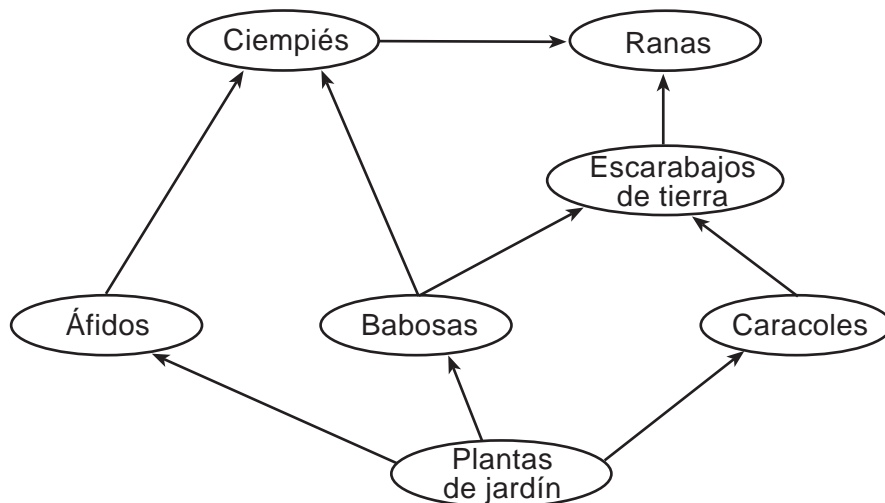 Ciempiés
Ranas
Escarabajos
de tierra
Áfidos
Babosas
Caracoles
Plantas
de jardín